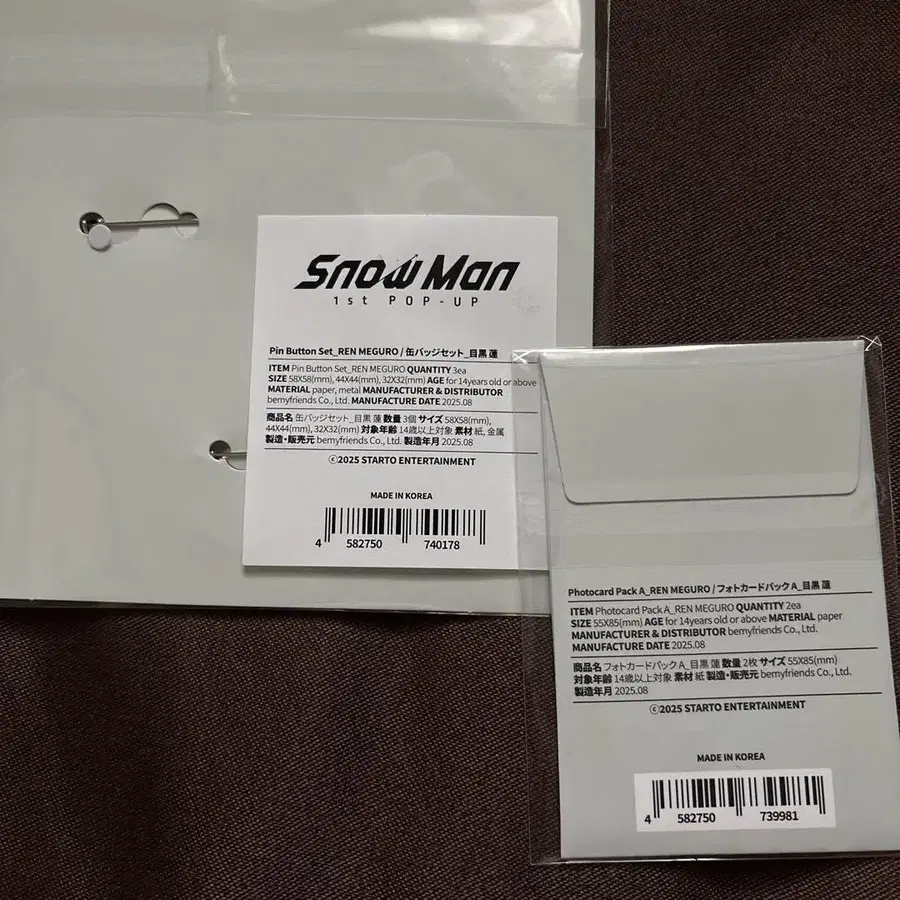 Snow Man
1st POP-UP
Pin Button Set_REN MEGURO / 缶バッジセット_目黒 蓮
ITEM Pin Button Set_REN MEGURO QUANTITY 3ea
SIZE 58X58(mm), 44X44(mm), 32X32(mm) AGE for 14years old or above
MATERIAL paper, metal MANUFACTURER & DISTRIBUTOR
bemyfriends Co., Ltd. MANUFACTURE DATE 2025.08
商品名 缶バッジセット_目黒 蓮 数量 3個 サイズ 58X58(mm),
44X44(mm), 32X32(mm) 対象年齢 14歳以上対象 素材 紙, 金属
製造・販売元 bemyfriends Co., Ltd. 製造年月 2025.08
ⓒ2025 STARTO ENTERTAINMENT
MADE IN KOREA
4 582750 740178
Photocard Pack A_REN MEGURO / フォトカードパック A_目黒 蓮
ITEM Photocard Pack A_REN MEGURO QUANTITY 2ea
SIZE 55X85(mm) AGE for 14years old or above MATERIAL paper
MANUFACTURER & DISTRIBUTOR bemyfriends Co., Ltd.
MANUFACTURE DATE 2025.08
商品名 フォトカードパック A_目黒 蓮 数量 2枚 サイズ 55X85(mm)
対象年齢 14歳以上対象 素材 紙 製造・販売元 bemyfriends Co., Ltd.
製造年月 2025.08
ⓒ2025 STARTO ENTERTAINMENT
MADE IN KOREA
4 582750 739981